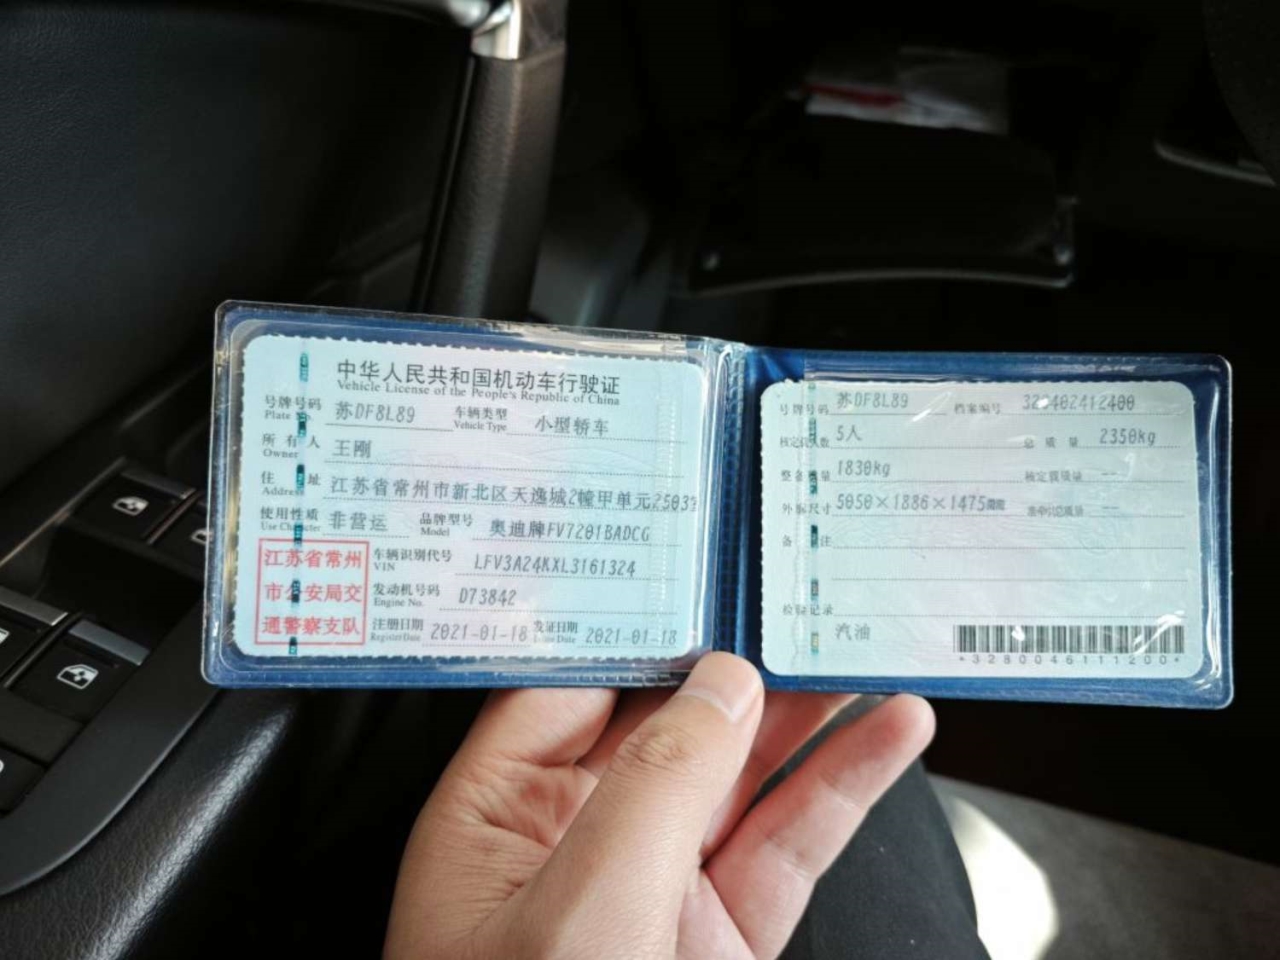 中华人民共和国机动车行驶证
Vehicle License of the People's Republic of China
号牌号码 苏DF8L89 车辆类型 小型轿车
Plate Vehicle Type
所有人 王刚
Owner
住址 江苏省常州市新北区天逸城2幢甲单元2503
Address
使用性质 非营运 品牌型号 奥迪牌FV7201BADCG
Use Character Model
江苏省常州
市公安局交
通警察支队
车辆识别代号 LFV3A24KXL3161324
VIN
发动机号码 D73842
Engine No.
注册日期 2021-01-18 发证日期 2021-01-18
Register Date Issue Date
号牌号码 苏DF8L89 档案编号
核定载人数 5人 总质量 2350kg
整备质量 1830kg 核定载质量 --
外廓尺寸 5050×1886×1475 准牵引总质量 --
备注
检验记录
汽油
*3280046111200*